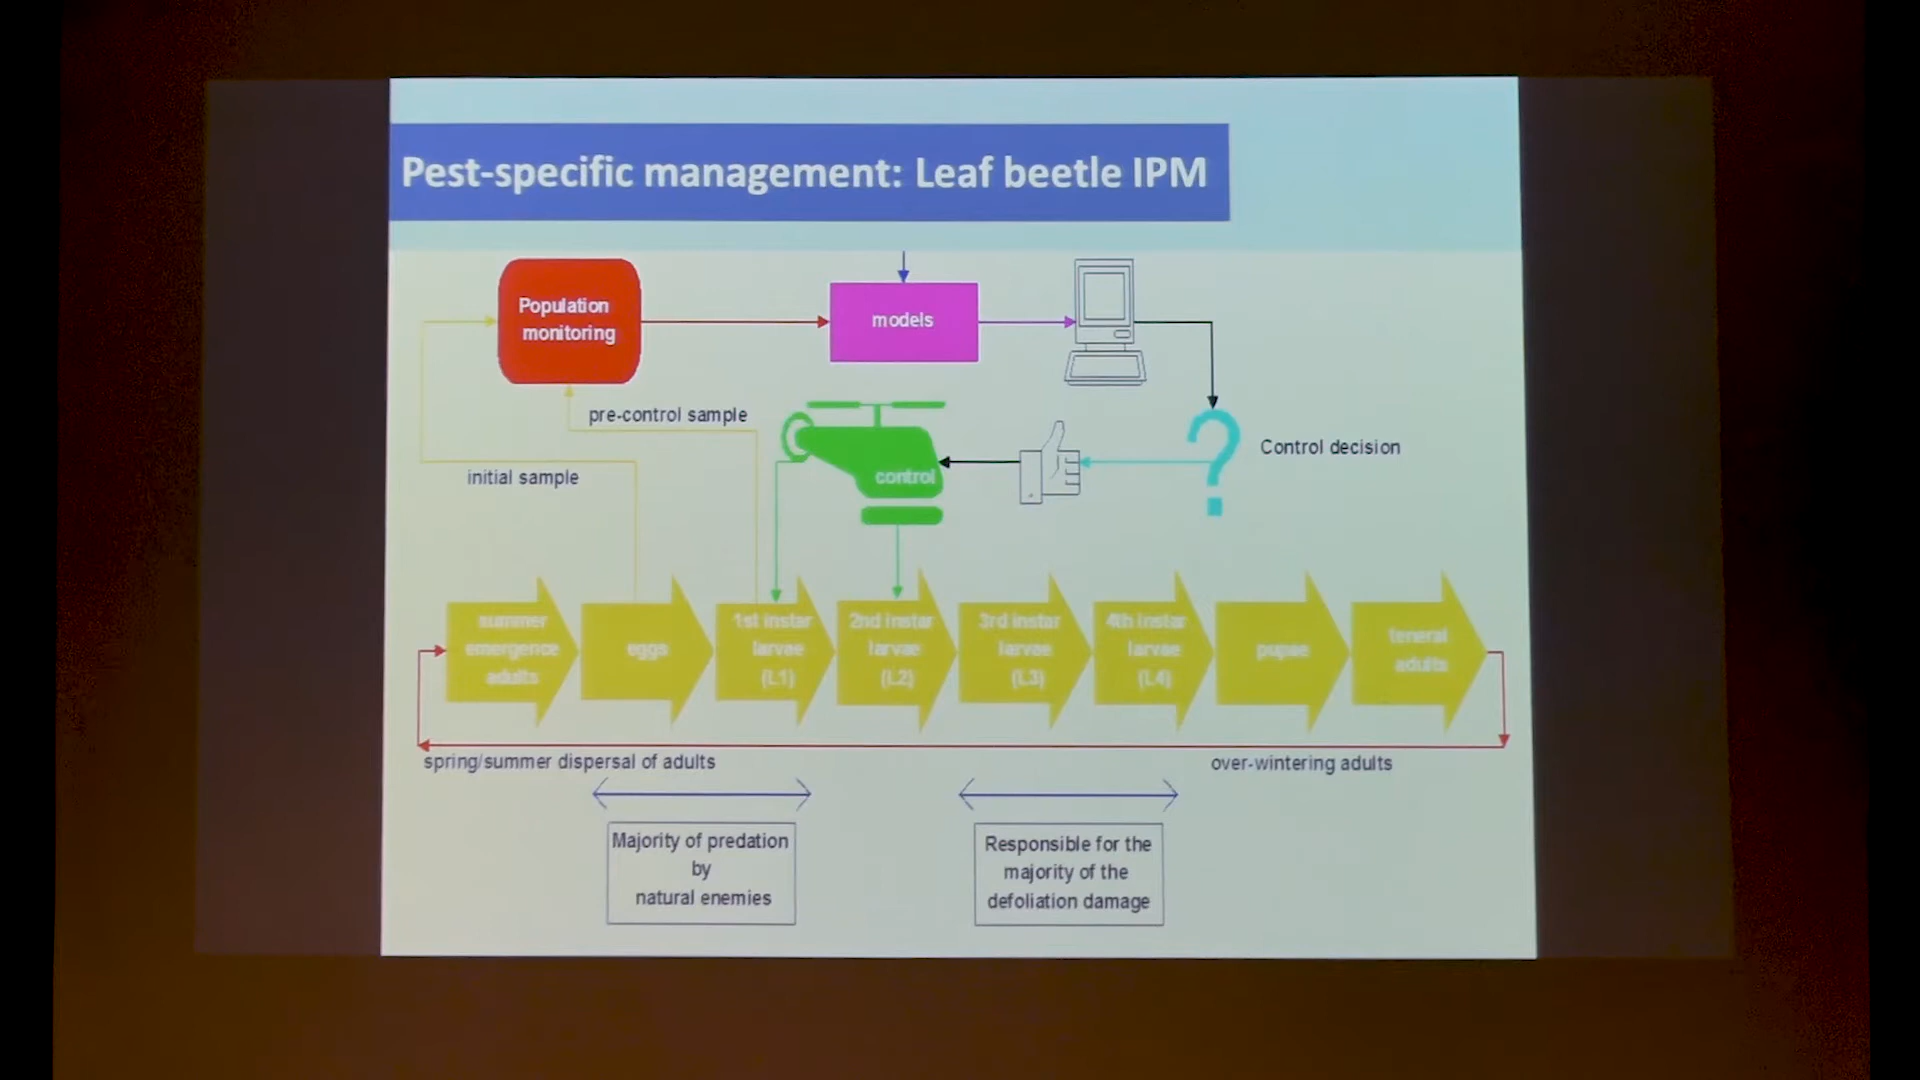 Pest-specific management: Leaf beetle IPM
Population
monitoring
models
pre-control sample
initial sample
control
Control decision
summer
emergence
adults
eggs
1st instar
larvae
(L1)
2nd instar
larvae
(L2)
3rd instar
larvae
(L3)
4th instar
larvae
(L4)
pupae
teneral
adults
spring/summer dispersal of adults
over-wintering adults
Majority of predation
by
natural enemies
Responsible for the
majority of the
defoliation damage